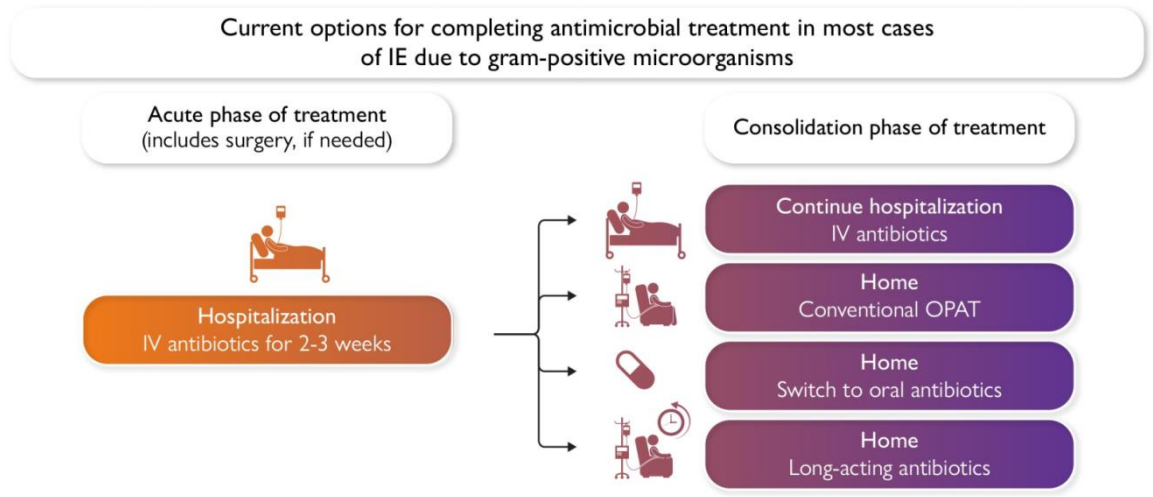 Current options for completing antimicrobial treatment in most cases
of IE due to gram-positive microorganisms
Acute phase of treatment
(includes surgery, if needed)
Consolidation phase of treatment
Hospitalization
IV antibiotics for 2-3 weeks
Continue hospitalization
IV antibiotics
Home
Conventional OPAT
Home
Switch to oral antibiotics
Home
Long-acting antibiotics